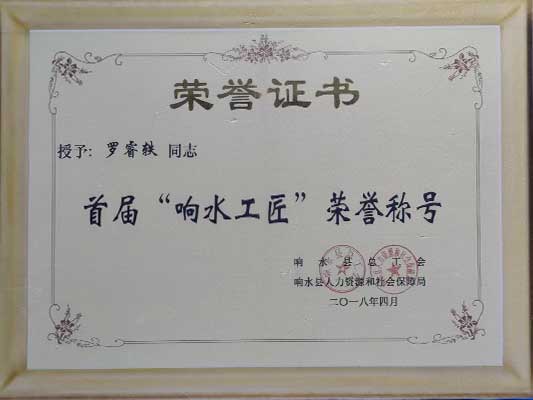 荣誉证书
授予：罗睿轶 同志
首届“响水工匠”荣誉称号
响水县总工会
响水县人力资源和社会保障局
二〇一八年四月